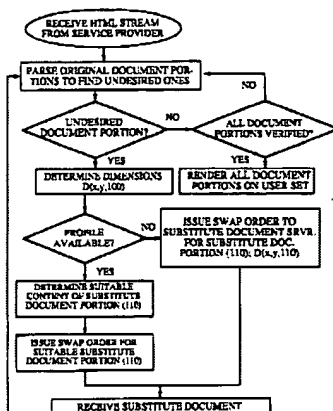 RECEIVE HTML STREAM
FROM SERVICE PROVIDER
PARSE ORIGINAL DOCUMENT POR-
TIONS TO FIND UNDESIRED ONES
NO
UNDESIRED
DOCUMENT PORTION?
NO
ALL DOCUMENT
PORTIONS VERIFIED?
YES
YES
DETERMINE DIMENSIONS
D(x,y,100)
RENDER ALL DOCUMENT
PORTIONS ON USER SET
PROFILE
AVAILABLE?
NO
ISSUE SWAP ORDER TO
SUBSTITUTE DOCUMENT SRVR.
FOR SUBSTITUTE DOC.
PORTION (110); D(x,y,110)
YES
DETERMINE SUITABLE
CONTENT OF SUBSTITUTE
DOCUMENT PORTION (110)
ISSUE SWAP ORDER FOR
SUITABLE SUBSTITUTE
DOCUMENT PORTION (110)
RECEIVE SUBSTITUTE DOCUMENT